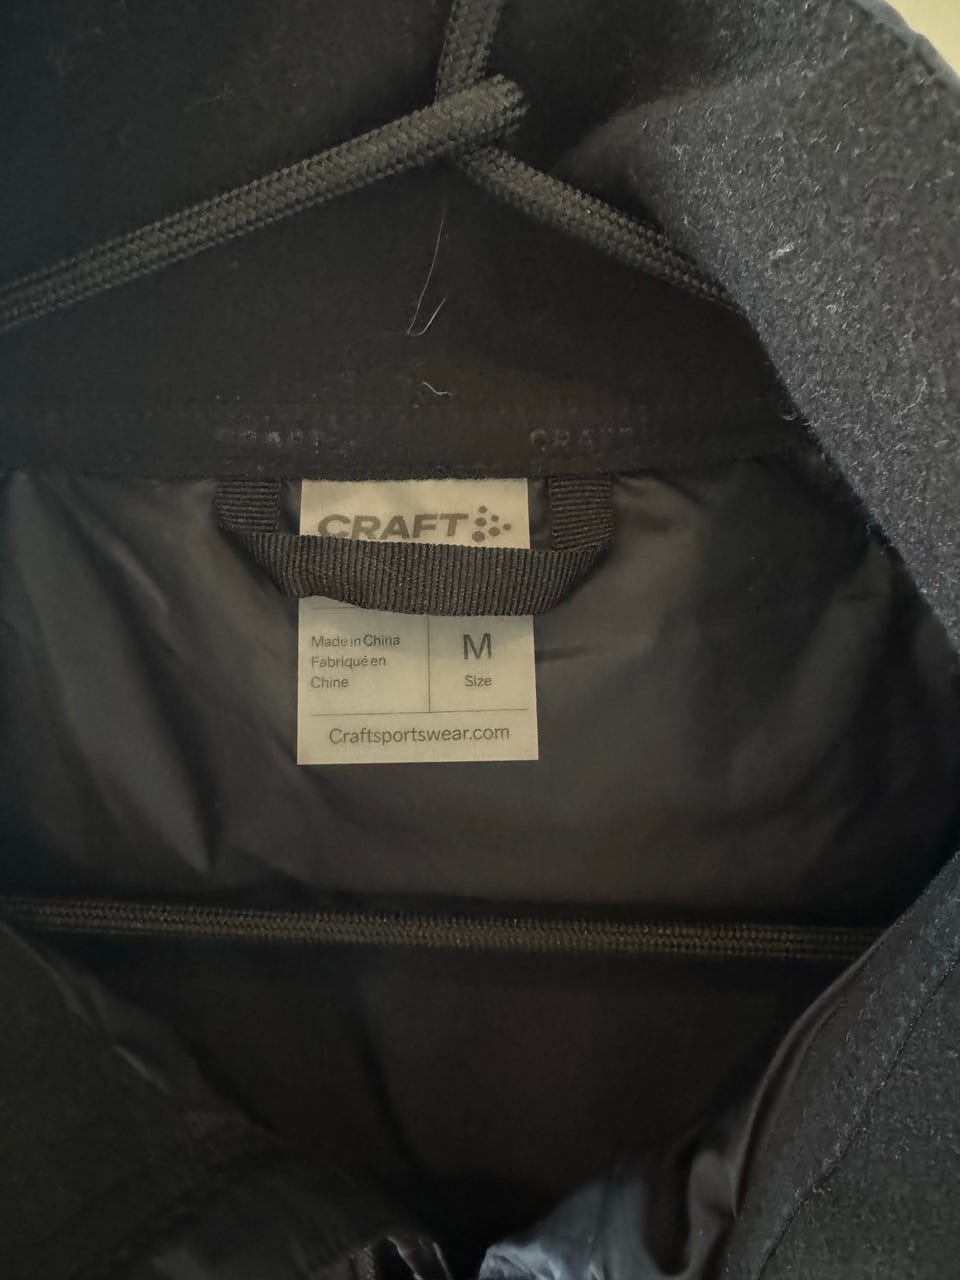 CRAFT
Made in China
Fabriqué en
Chine
M
Size
Craftsportswear.com